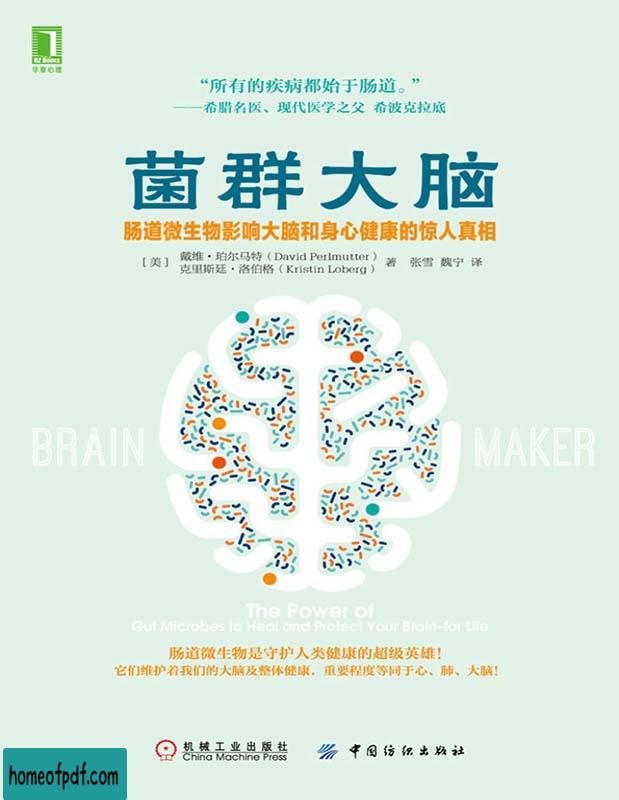 HZ Books
华章心理
“所有的疾病都始于肠道。”
——希腊名医、现代医学之父 希波克拉底
菌群大脑
肠道微生物影响大脑和身心健康的惊人真相
[美] 戴维·珀尔马特(David Perlmutter)
克里斯廷·洛伯格(Kristin Loberg) 著 张雪 魏宁 译
BRAIN MAKER
The Power of
Gut Microbes to Heal and Protect Your Brain-for Life
肠道微生物是守护人类健康的超级英雄!
它们维护着我们的大脑及整体健康,重要程度等同于心、肺、大脑!
机械工业出版社
China Machine Press
中国纺织出版社
homeofpdf.com